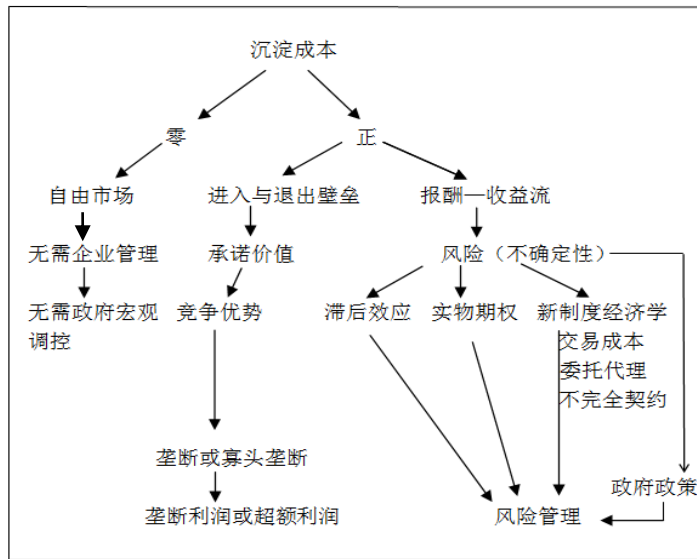 沉淀成本
零
正
自由市场
进入与退出壁垒
报酬—收益流
无需企业管理
承诺价值
风险（不确定性）
无需政府宏观
调控
竞争优势
滞后效应
实物期权
新制度经济学
交易成本
委托代理
不完全契约
垄断或寡头垄断
政府政策
垄断利润或超额利润
风险管理